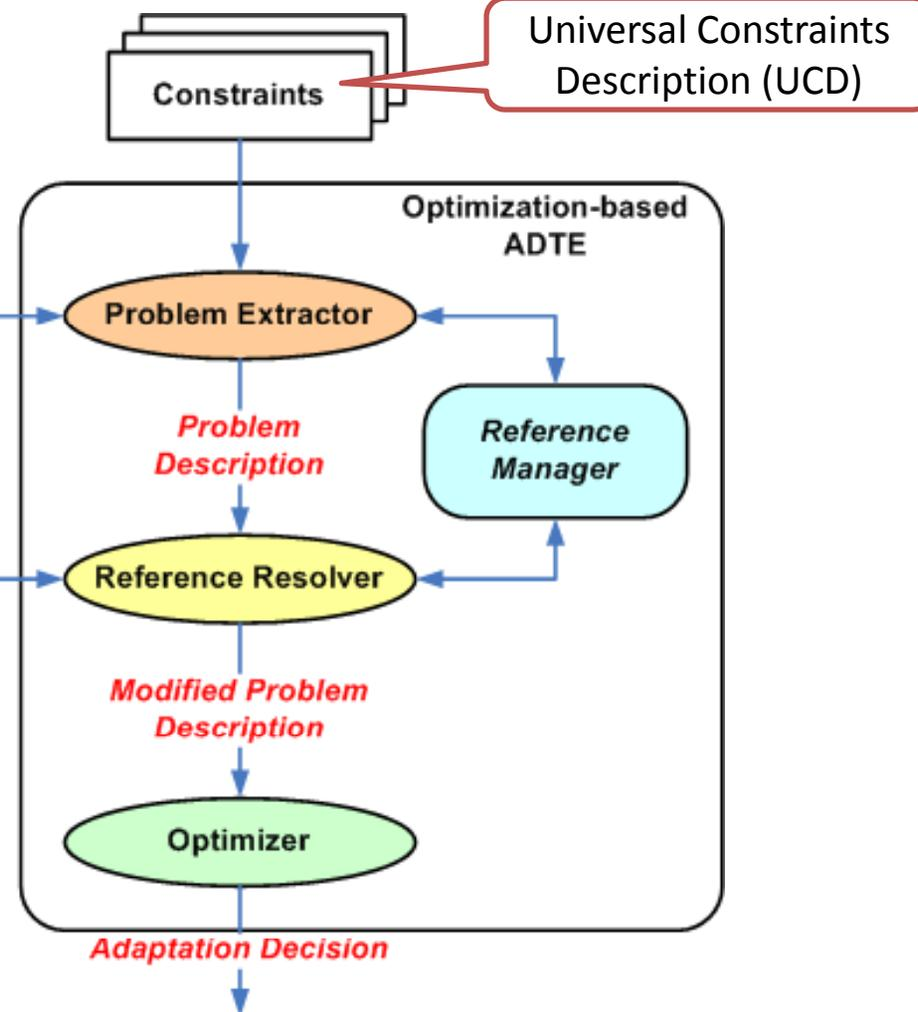 Universal Constraints
Description (UCD)
Constraints
Optimization-based
ADTE
Problem Extractor
Problem
Description
Reference
Manager
Reference Resolver
Modified Problem
Description
Optimizer
Adaptation Decision